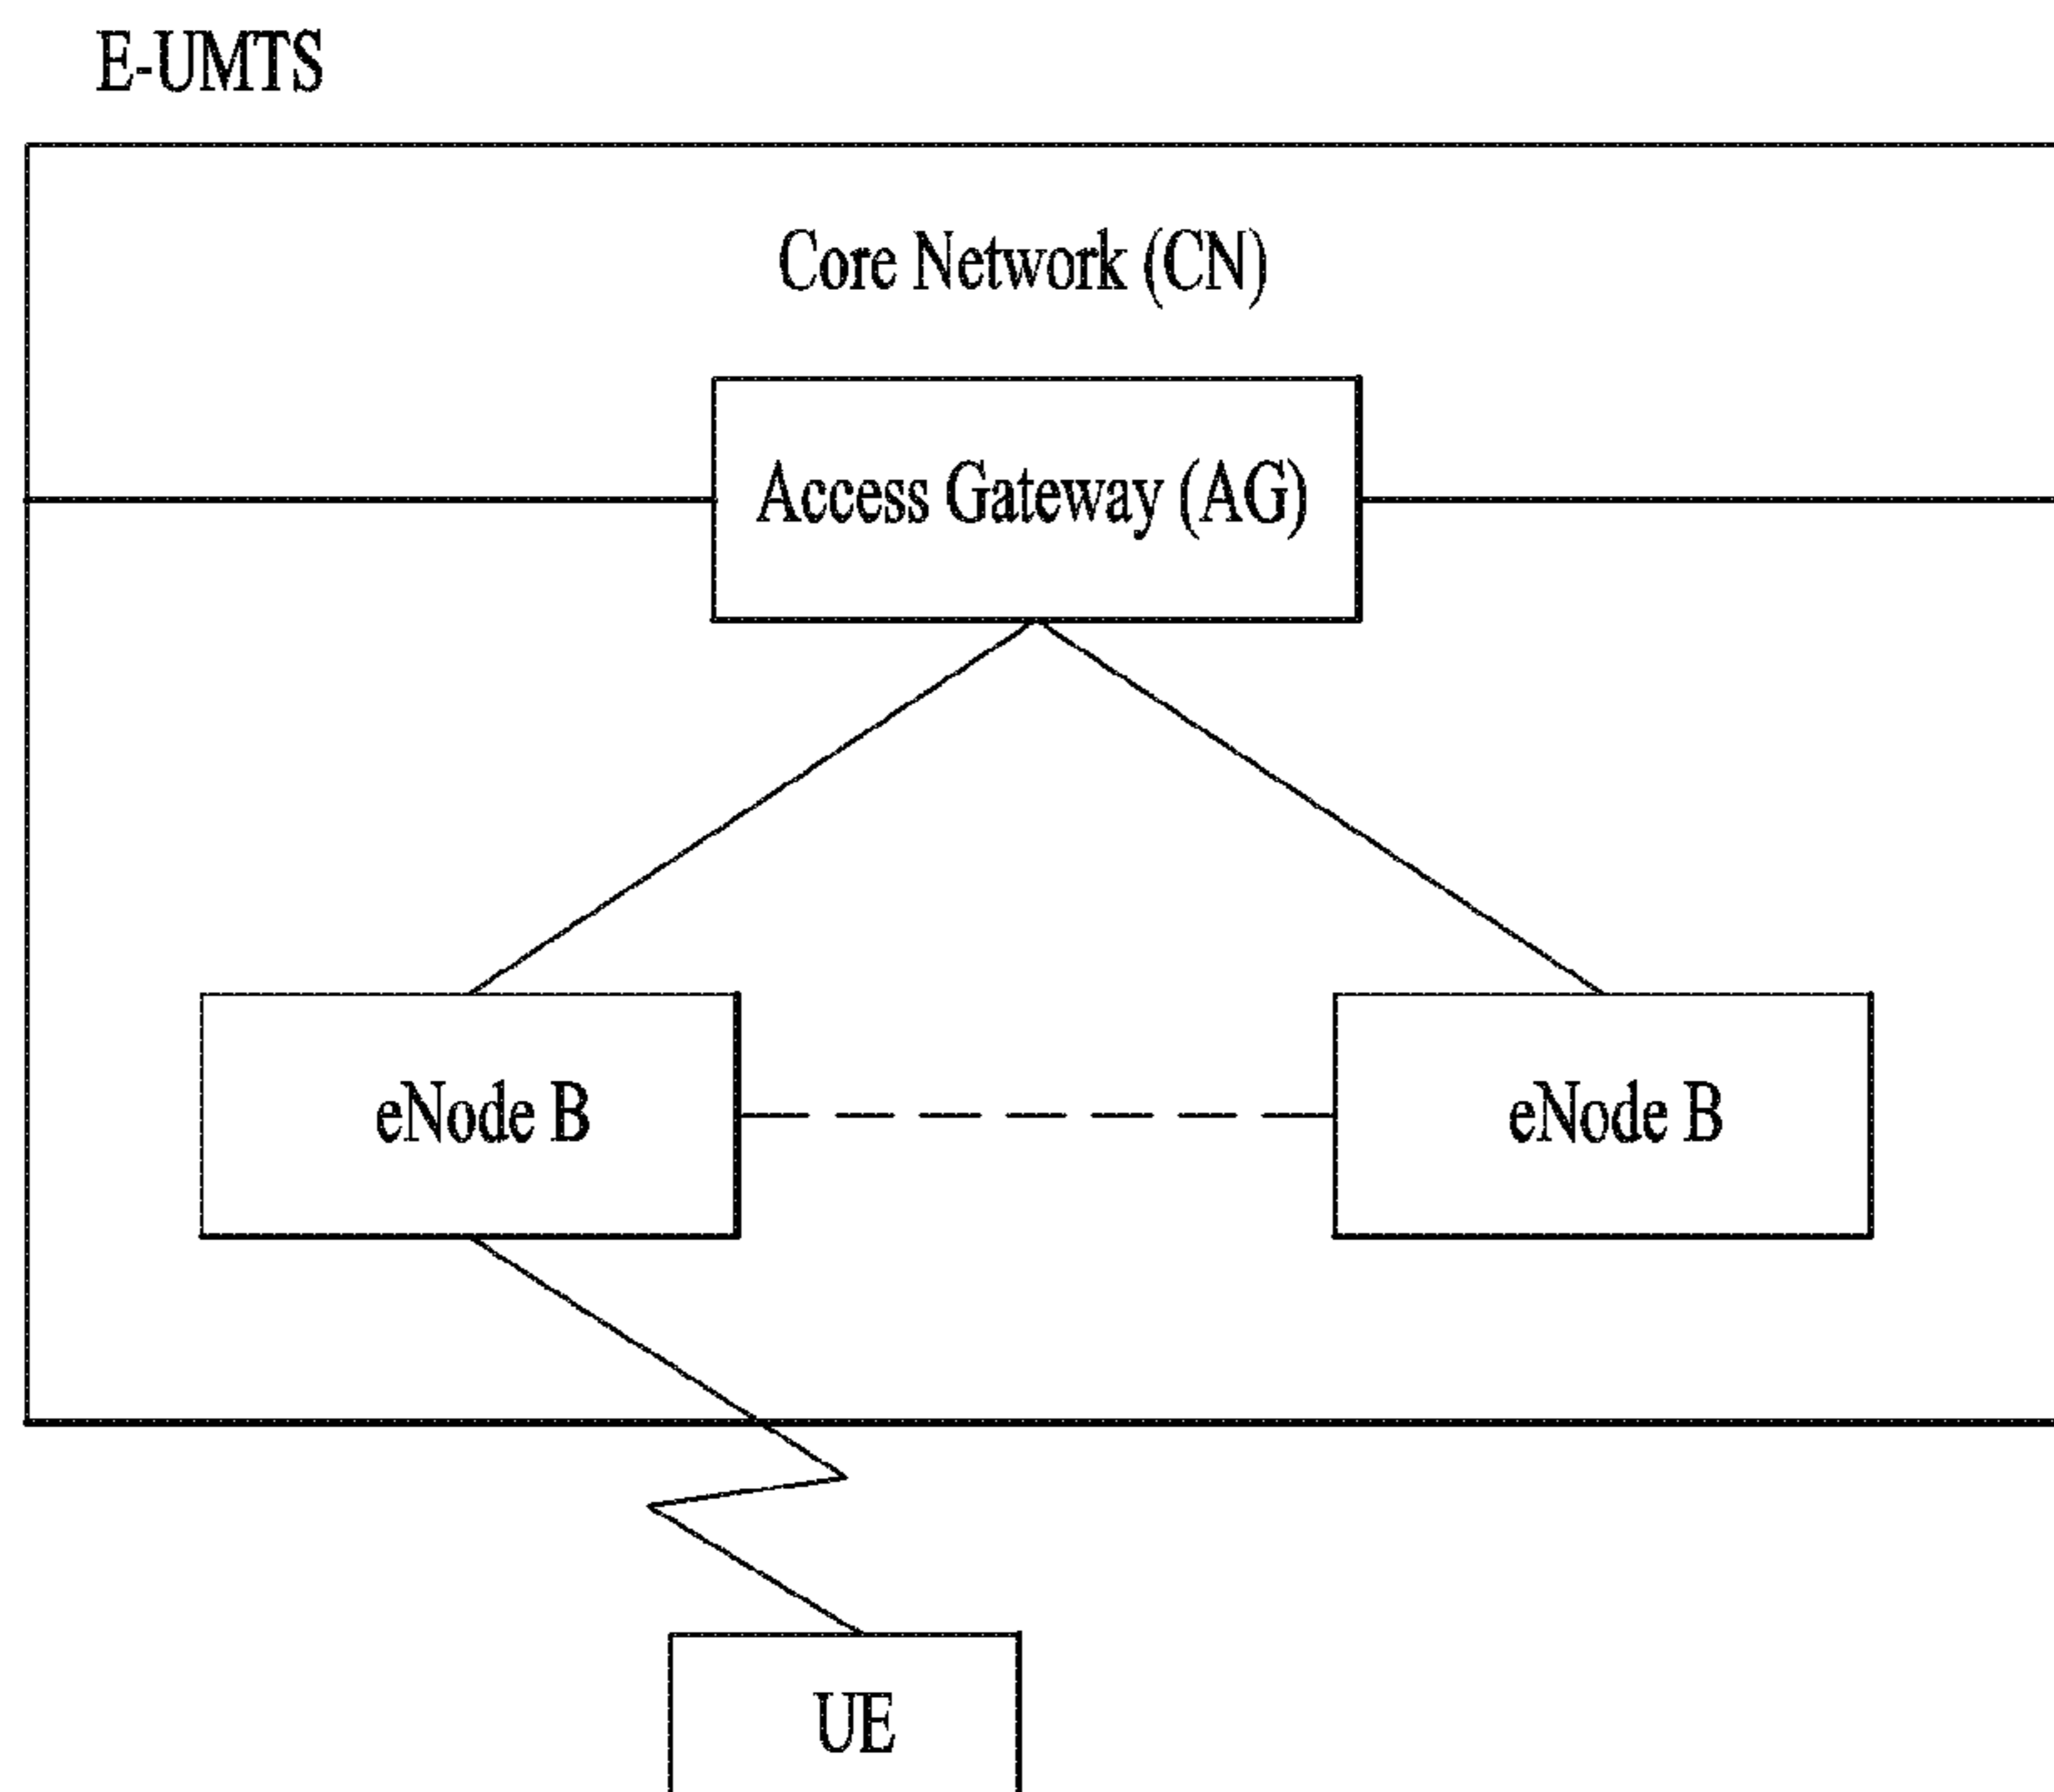 E-UMTS
Core Network (CN)
Access Gateway (AG)
eNode B
eNode B
UE